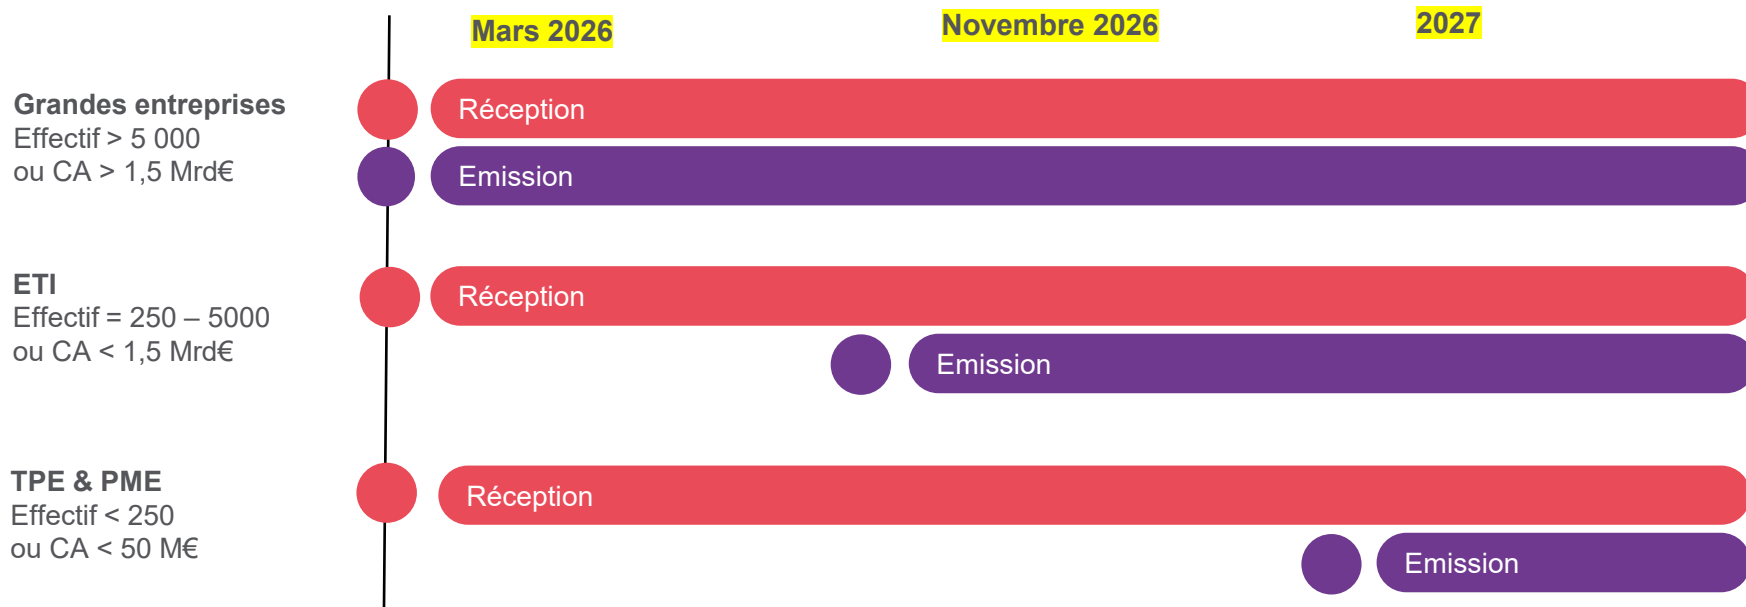 Mars 2026
Novembre 2026
2027
Grandes entreprises
Effectif > 5 000
ou CA > 1,5 Mrd€
Réception
Emission
ETI
Effectif = 250 – 5000
ou CA < 1,5 Mrd€
Réception
Emission
TPE & PME
Effectif < 250
ou CA < 50 M€
Réception
Emission